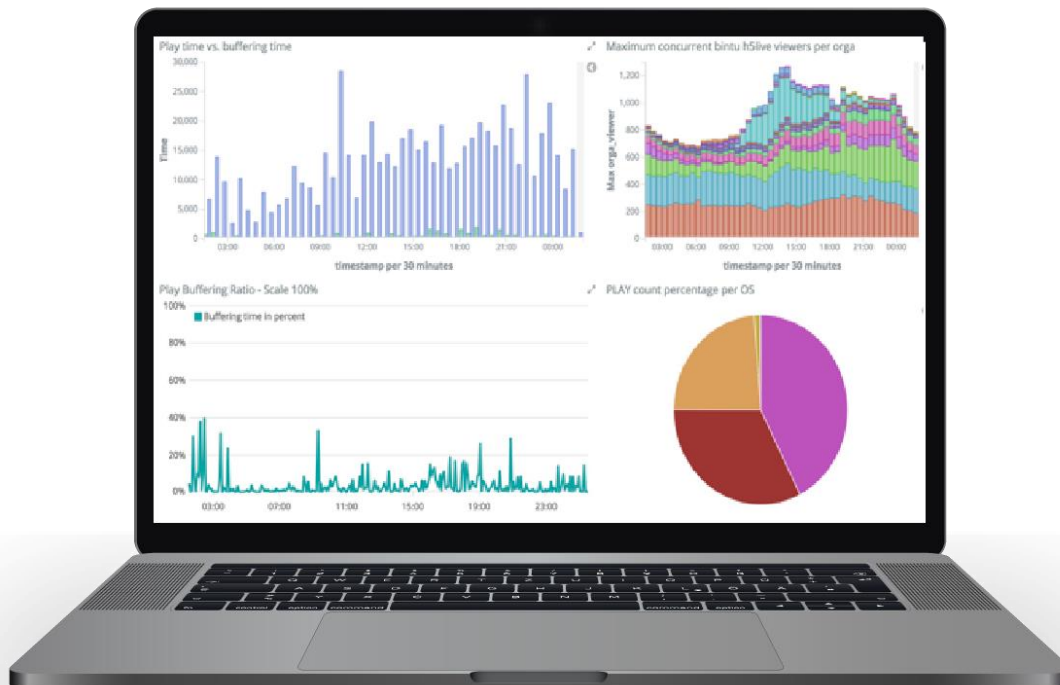 Play time vs. buffering time
30,000
25,000
20,000
15,000
10,000
5,000
0
Time
03:00 06:00 09:00 12:00 15:00 18:00 21:00 00:00
timestamp per 30 minutes
Maximum concurrent bintu h5live viewers per orga
1,200
1,000
800
600
400
200
0
Max orga_viewer
03:00 06:00 09:00 12:00 15:00 18:00 21:00 00:00
timestamp per 30 minutes
Play Buffering Ratio - Scale 100%
Buffering time in percent
100%
80%
60%
40%
20%
0%
03:00 07:00 11:00 15:00 19:00 23:00
PLAY count percentage per OS
control option command command option